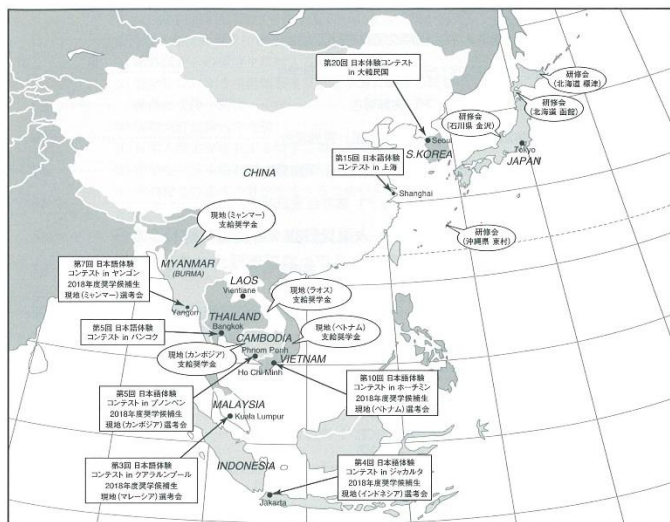 第20回 日本体験コンテスト
in 大韓民国
研修会
(北海道 標津)
研修会
(北海道 函館)
研修会
(石川県 金沢)
Seoul
S.KOREA
Tokyo
JAPAN
第15回 日本語体験
コンテスト in 上海
CHINA
Shanghai
現地(ミャンマー)
支給奨学金
研修会
(沖縄県 東村)
MYANMAR
(BURMA)
第7回 日本語体験
コンテスト in ヤンゴン
2018年度奨学候補生
現地(ミャンマー)選考会
LAOS
Vientiane
現地(ラオス)
支給奨学金
Yangon
THAILAND
Bangkok
第5回 日本語体験
コンテスト in バンコク
CAMBODIA
Phnom Penh
現地(ベトナム)
支給奨学金
VIETNAM
現地(カンボジア)
支給奨学金
Ho Chi Minh
第5回 日本語体験
コンテスト in プノンペン
2018年度奨学候補生
現地(カンボジア)選考会
第10回 日本語体験
コンテスト in ホーチミン
2018年度奨学候補生
現地(ベトナム)選考会
MALAYSIA
Kuala Lumpur
第3回 日本語体験
コンテスト in クアラルンプール
2018年度奨学候補生
現地(マレーシア)選考会
INDONESIA
第4回 日本語体験
コンテスト in ジャカルタ
2018年度奨学候補生
現地(インドネシア)選考会
Jakarta